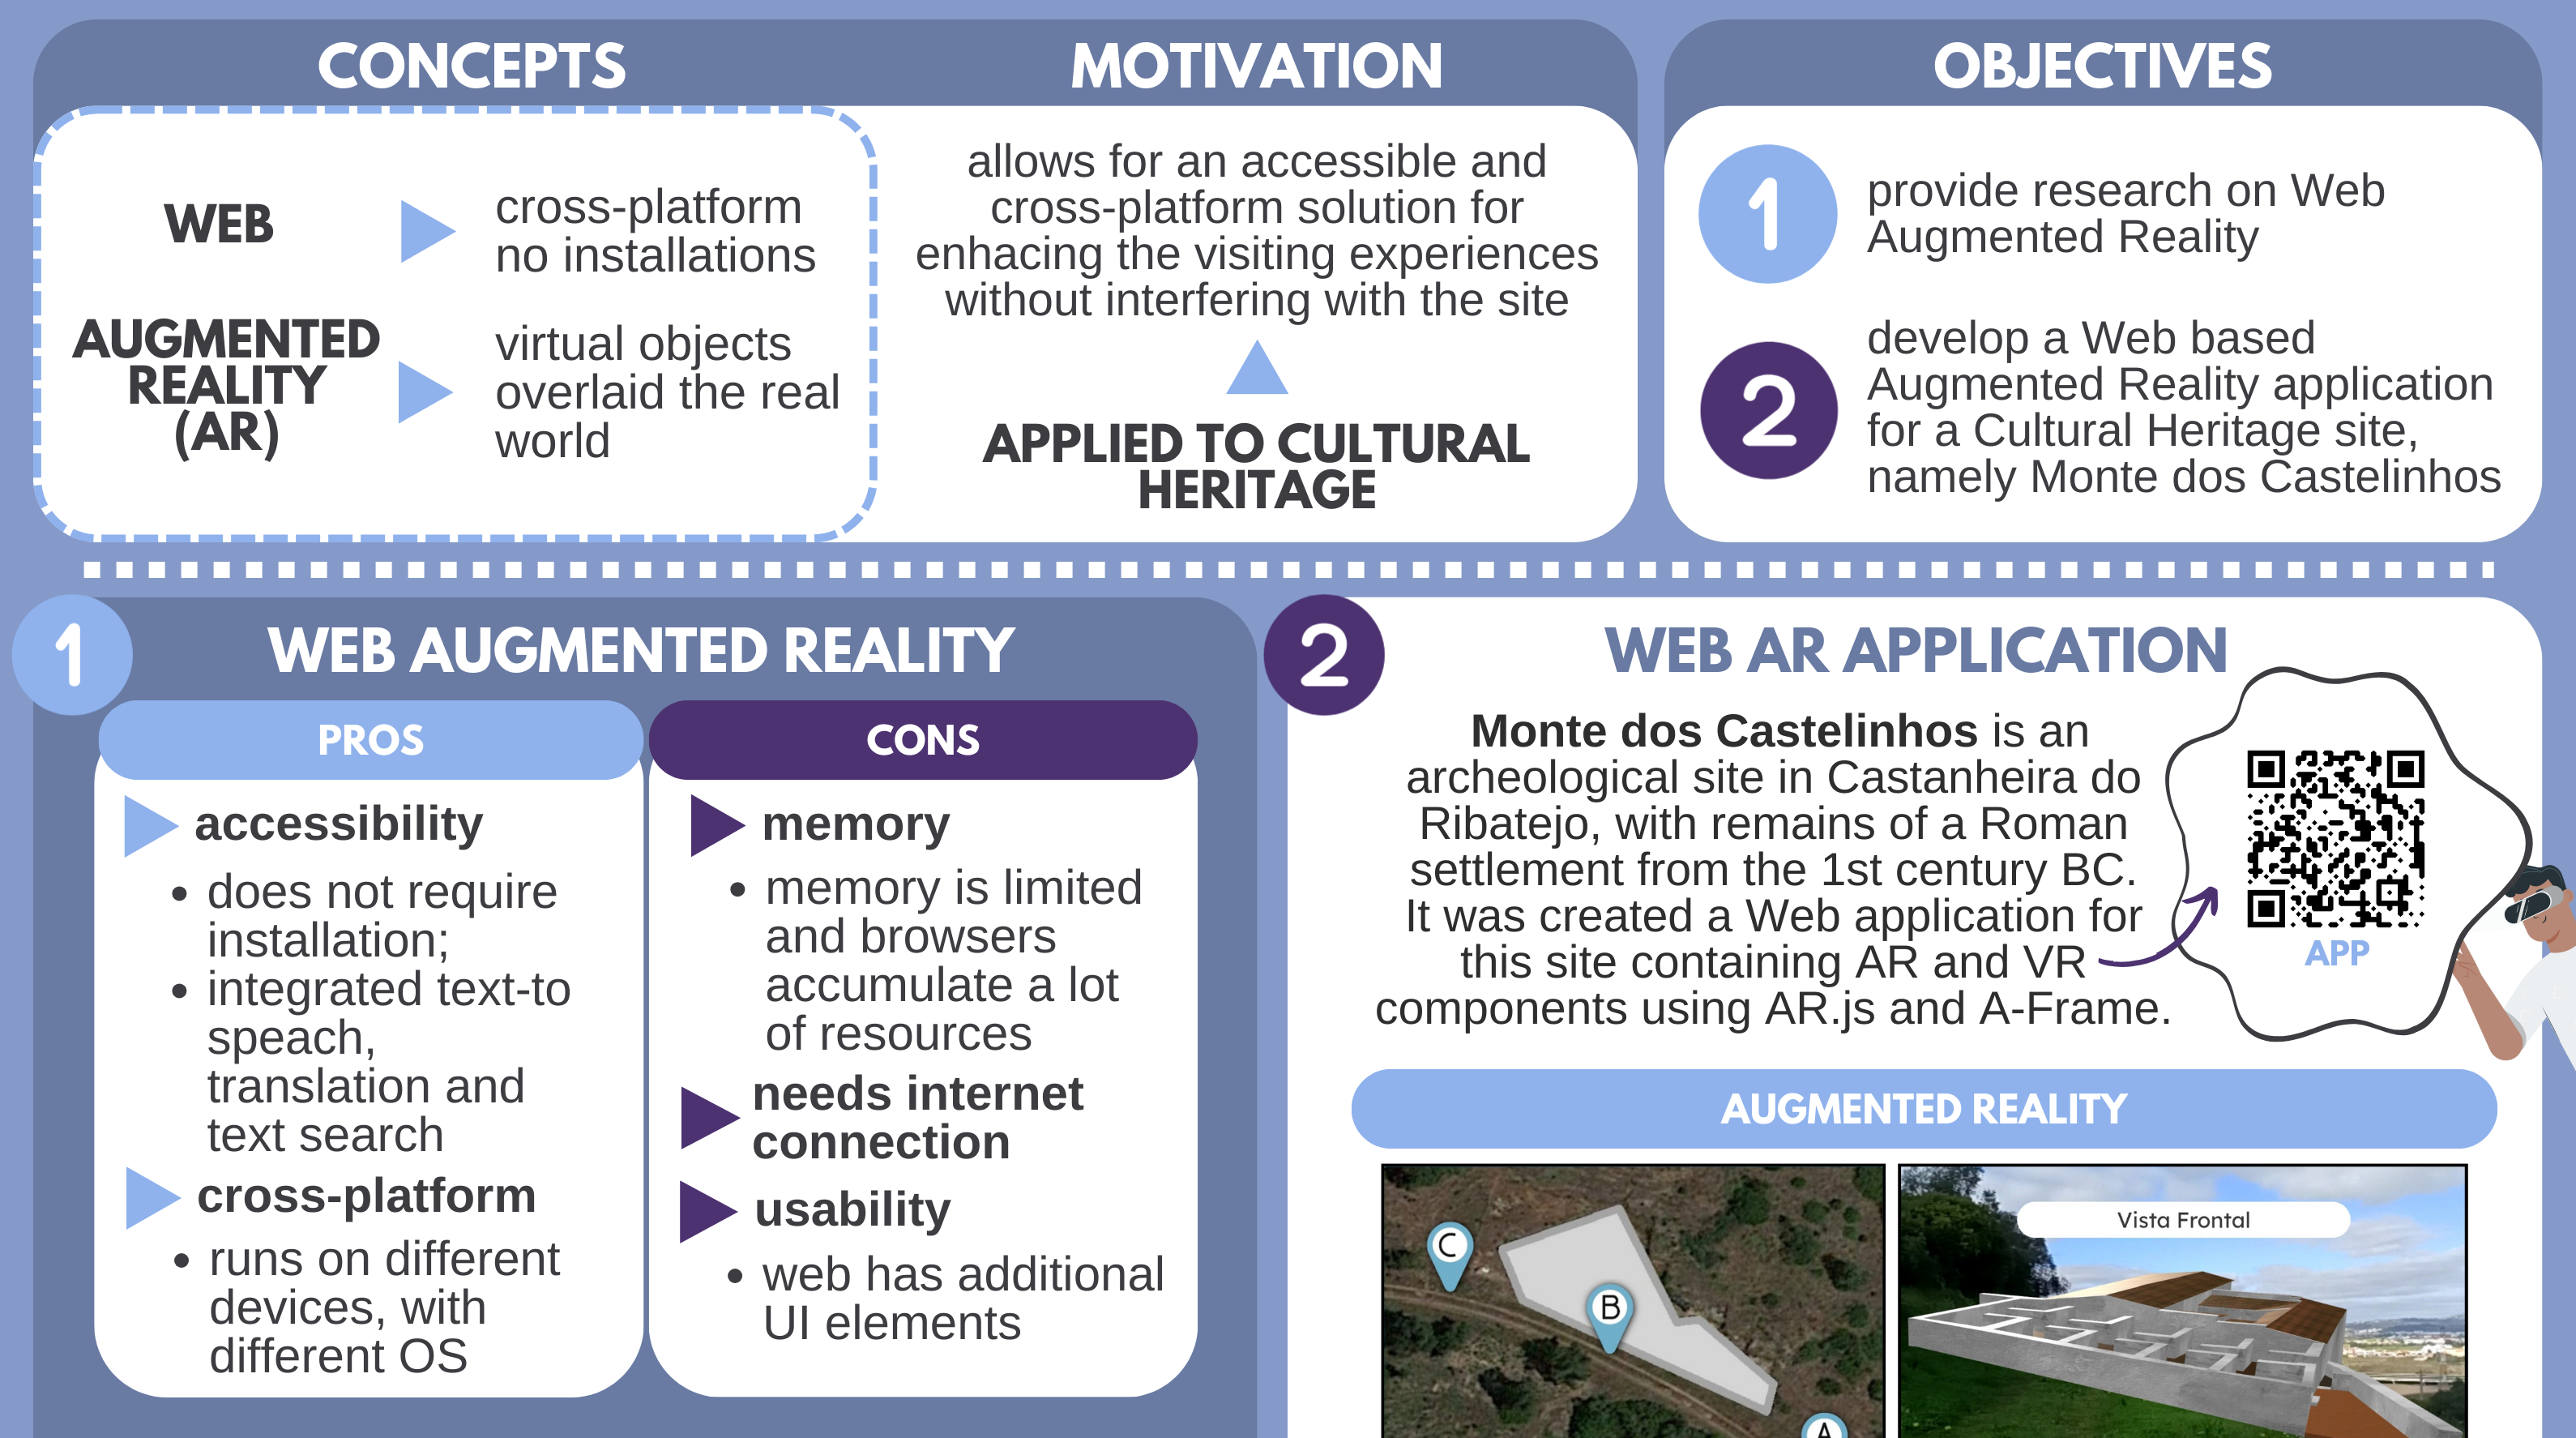 CONCEPTS
WEB
cross-platform
no installations
AUGMENTED
REALITY
(AR)
virtual objects
overlaid the real
world
MOTIVATION
allows for an accessible and
cross-platform solution for
enhacing the visiting experiences
without interfering with the site
APPLIED TO CULTURAL
HERITAGE
OBJECTIVES
1
provide research on Web
Augmented Reality
2
develop a Web based
Augmented Reality application
for a Cultural Heritage site,
namely Monte dos Castelinhos
1
WEB AUGMENTED REALITY
PROS
accessibility
• does not require
installation;
• integrated text-to
speach,
translation and
text search
cross-platform
• runs on different
devices, with
different OS
CONS
memory
• memory is limited
and browsers
accumulate a lot
of resources
needs internet
connection
usability
• web has additional
UI elements
2
WEB AR APPLICATION
Monte dos Castelinhos is an
archeological site in Castanheira do
Ribatejo, with remains of a Roman
settlement from the 1st century BC.
It was created a Web application for
this site containing AR and VR
components using AR.js and A-Frame.
APP
AUGMENTED REALITY
C
B
A
Vista Frontal